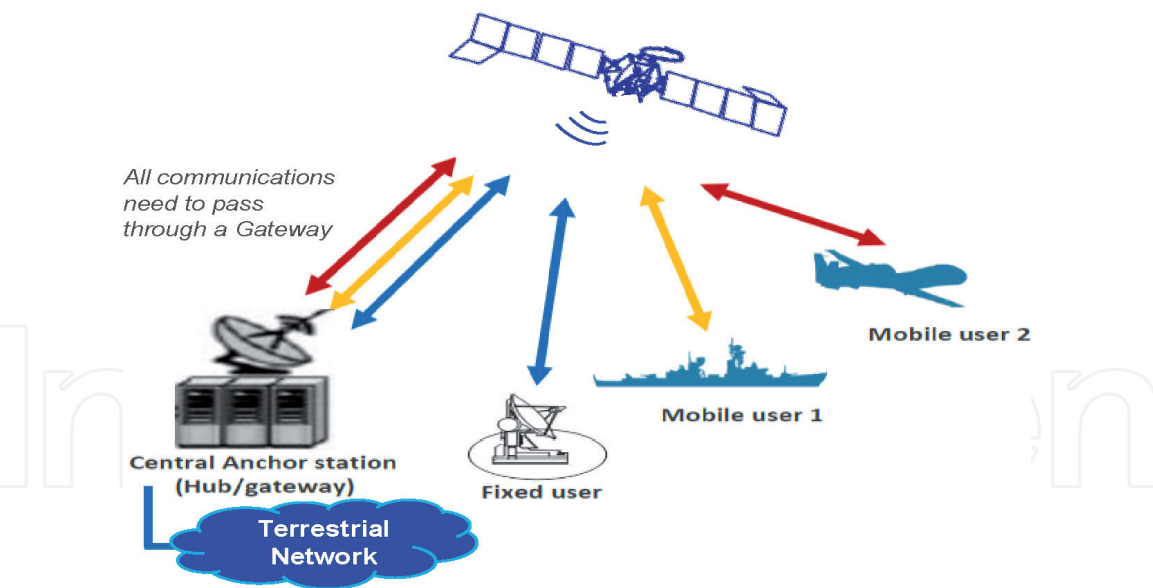 All communications
need to pass
through a Gateway
Mobile user 2
Mobile user 1
Central Anchor station
(Hub/gateway)
Fixed user
Terrestrial
Network